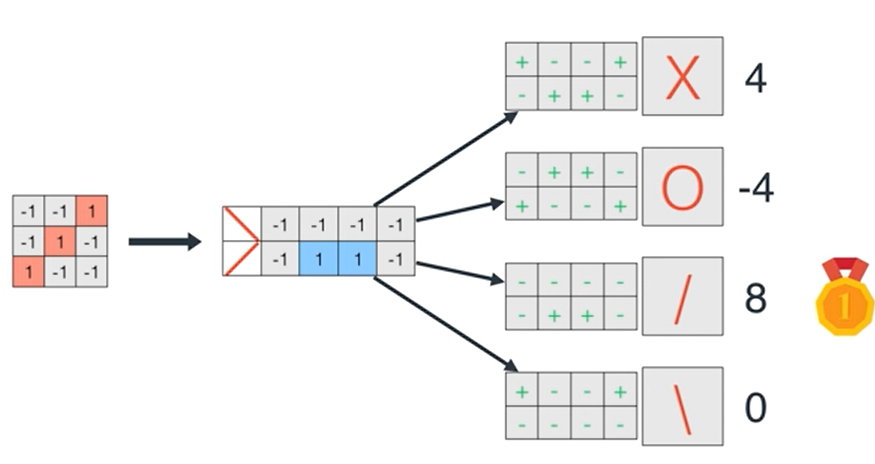 + - - +
- + + -
X 4
- + + -
+ - - +
O -4
-1 -1 1
-1 1 -1
1 -1 -1
\ -1 -1 -1 -1
/ -1 1 1 -1
- - - -
- + + -
/ 8
1
+ - - +
- - - -
\ 0